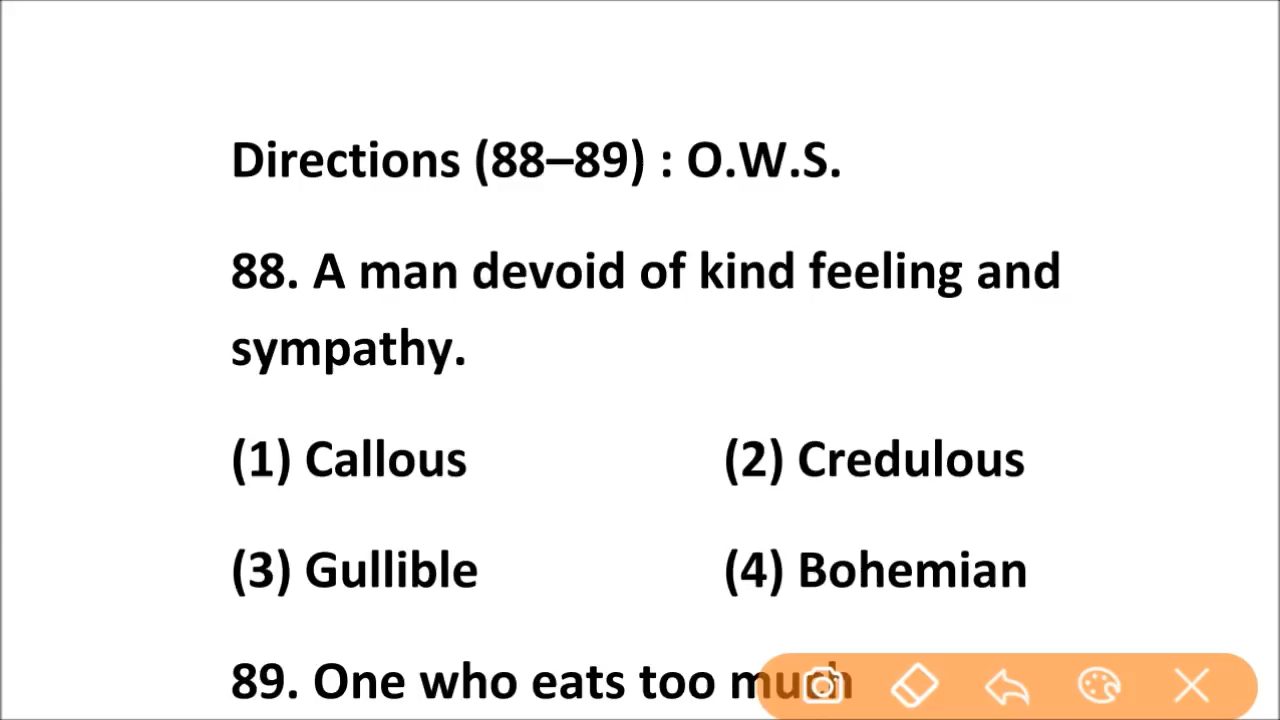 Directions (88–89) : O.W.S.
88. A man devoid of kind feeling and
sympathy.
(1) Callous (2) Credulous
(3) Gullible (4) Bohemian
89. One who eats too much